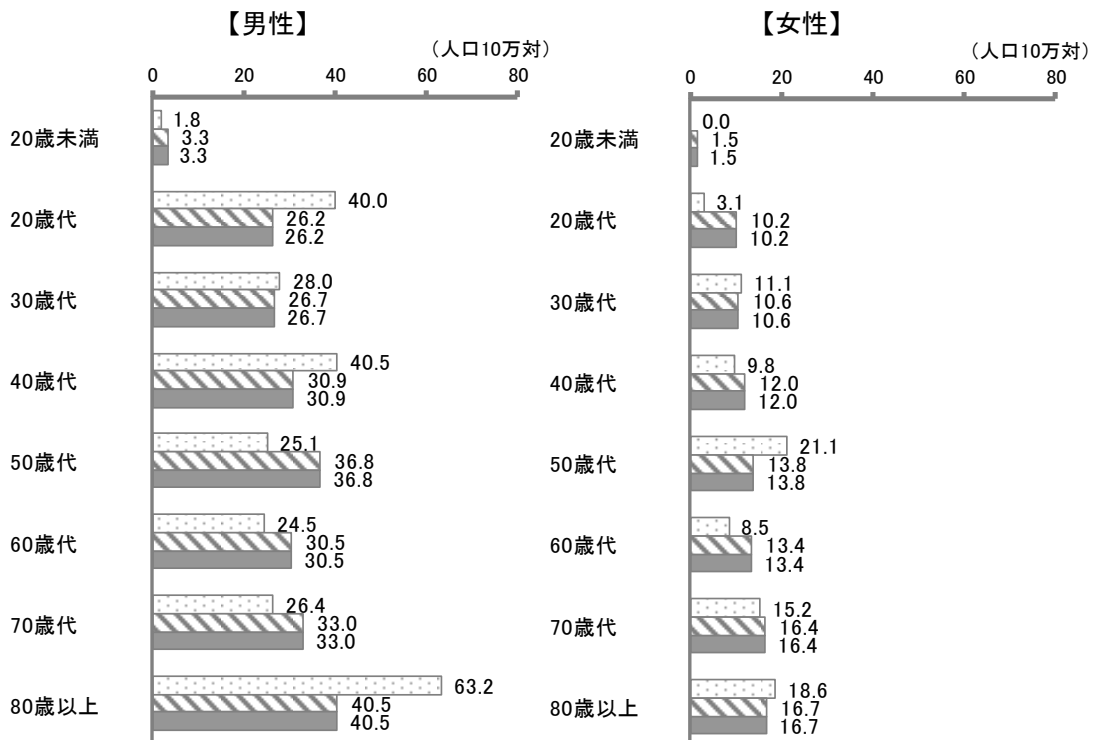 【男性】
（人口10万対）
0 20 40 60 80
20歳未満
1.8
3.3
3.3
20歳代
40.0
26.2
26.2
30歳代
28.0
26.7
26.7
40歳代
40.5
30.9
30.9
50歳代
25.1
36.8
36.8
60歳代
24.5
30.5
30.5
70歳代
26.4
33.0
33.0
80歳以上
63.2
40.5
40.5
【女性】
（人口10万対）
0 20 40 60 80
20歳未満
0.0
1.5
1.5
20歳代
3.1
10.2
10.2
30歳代
11.1
10.6
10.6
40歳代
9.8
12.0
12.0
50歳代
21.1
13.8
13.8
60歳代
8.5
13.4
13.4
70歳代
15.2
16.4
16.4
80歳以上
18.6
16.7
16.7